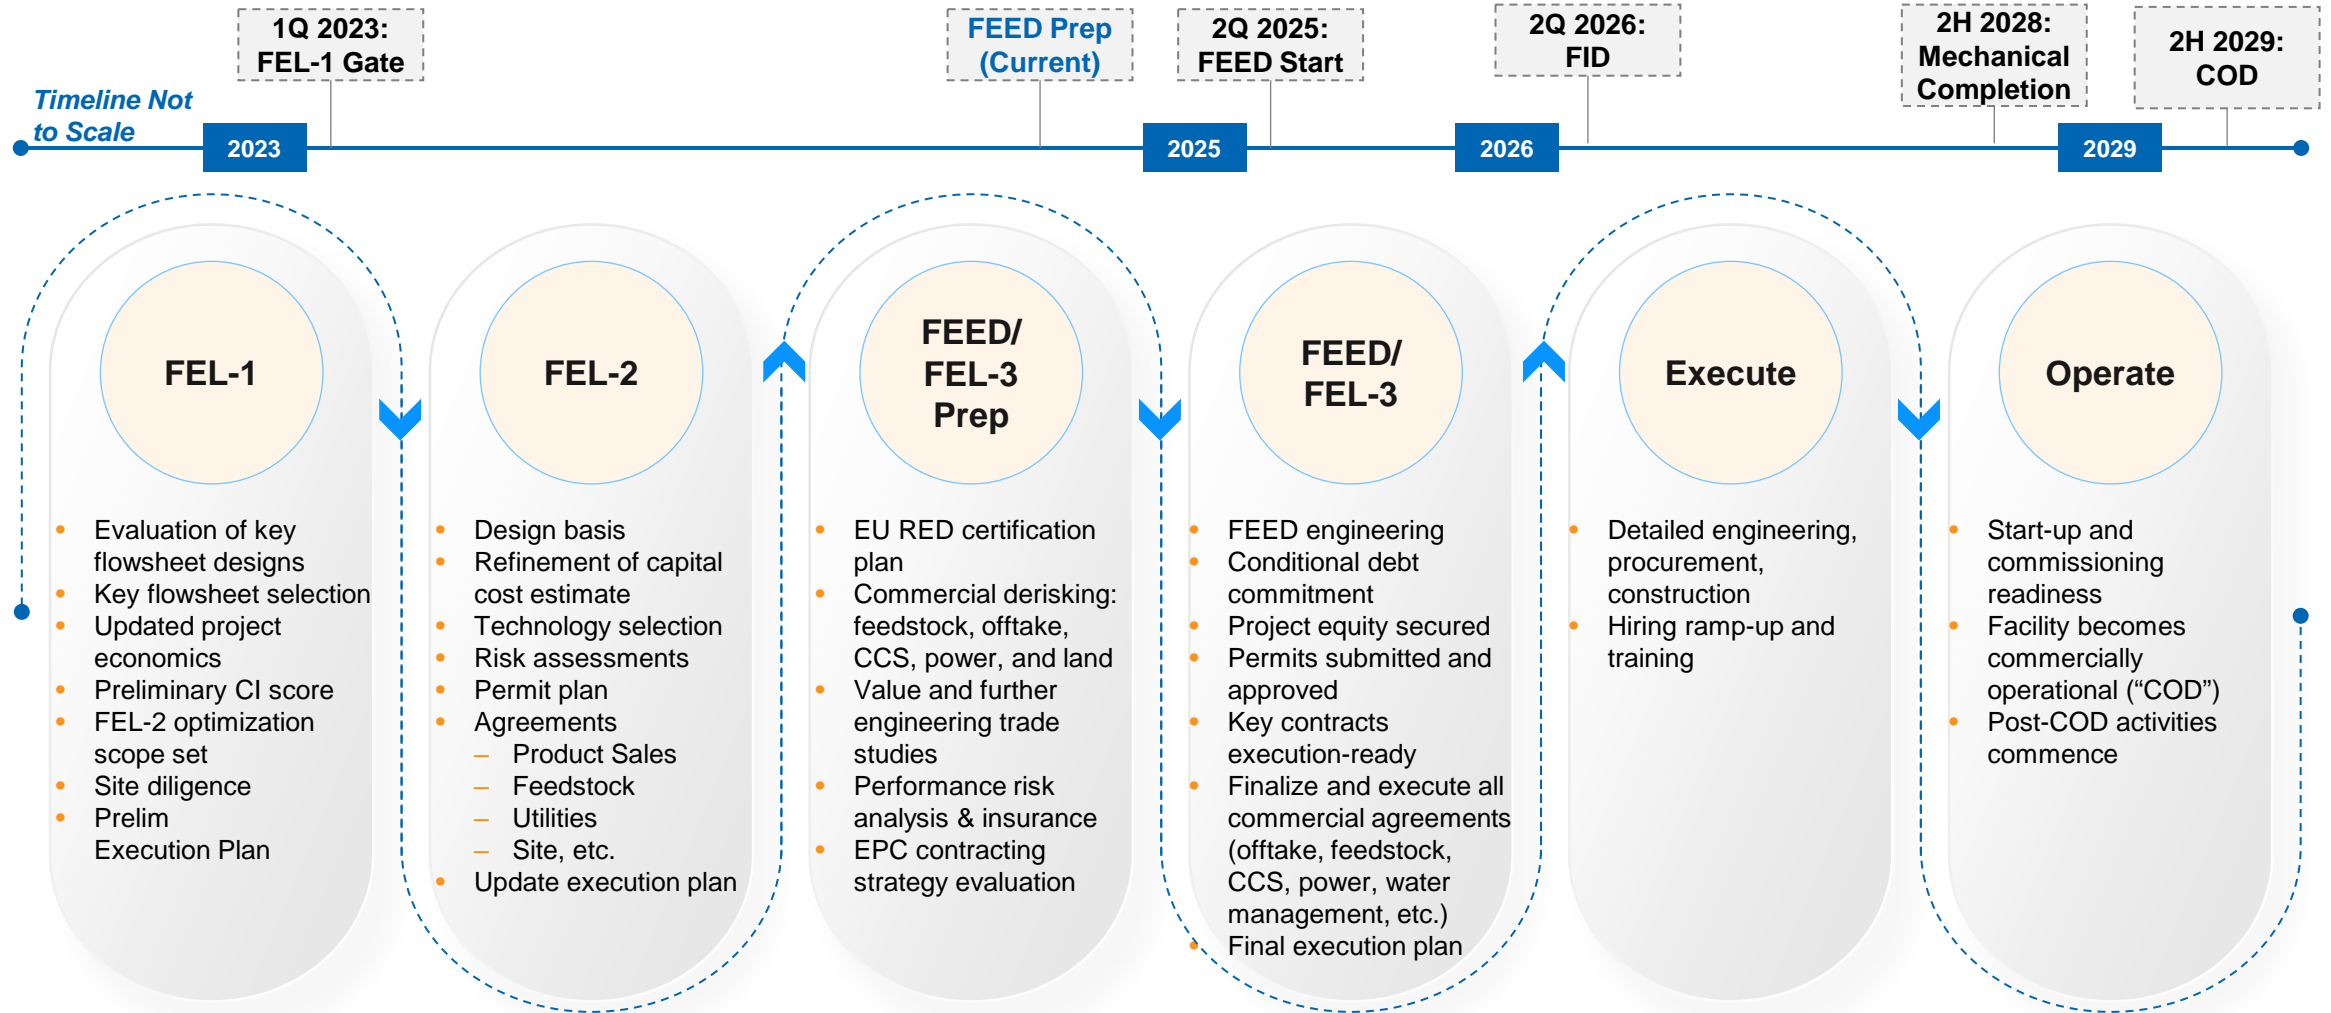 1Q 2023:
FEL-1 Gate
FEED Prep
(Current)
2Q 2025:
FEED Start
2Q 2026:
FID
2H 2028:
Mechanical
Completion
2H 2029:
COD
Timeline Not
to Scale
2023
2025
2026
2029
FEL-1
• Evaluation of key
flowsheet designs
• Key flowsheet selection
• Updated project
economics
• Preliminary CI score
• FEL-2 optimization
scope set
• Site diligence
• Prelim
Execution Plan
FEL-2
• Design basis
• Refinement of capital
cost estimate
• Technology selection
• Risk assessments
• Permit plan
• Agreements
– Product Sales
– Feedstock
– Utilities
– Site, etc.
• Update execution plan
FEED/
FEL-3
Prep
• EU RED certification
plan
• Commercial derisking:
feedstock, offtake,
CCS, power, and land
• Value and further
engineering trade
studies
• Performance risk
analysis & insurance
• EPC contracting
strategy evaluation
FEED/
FEL-3
• FEED engineering
• Conditional debt
commitment
• Project equity secured
• Permits submitted and
approved
• Key contracts
execution-ready
• Finalize and execute all
commercial agreements
(offtake, feedstock,
CCS, power, water
management, etc.)
• Final execution plan
Execute
• Detailed engineering,
procurement,
construction
• Hiring ramp-up and
training
Operate
• Start-up and
commissioning
readiness
• Facility becomes
commercially
operational (“COD”)
• Post-COD activities
commence